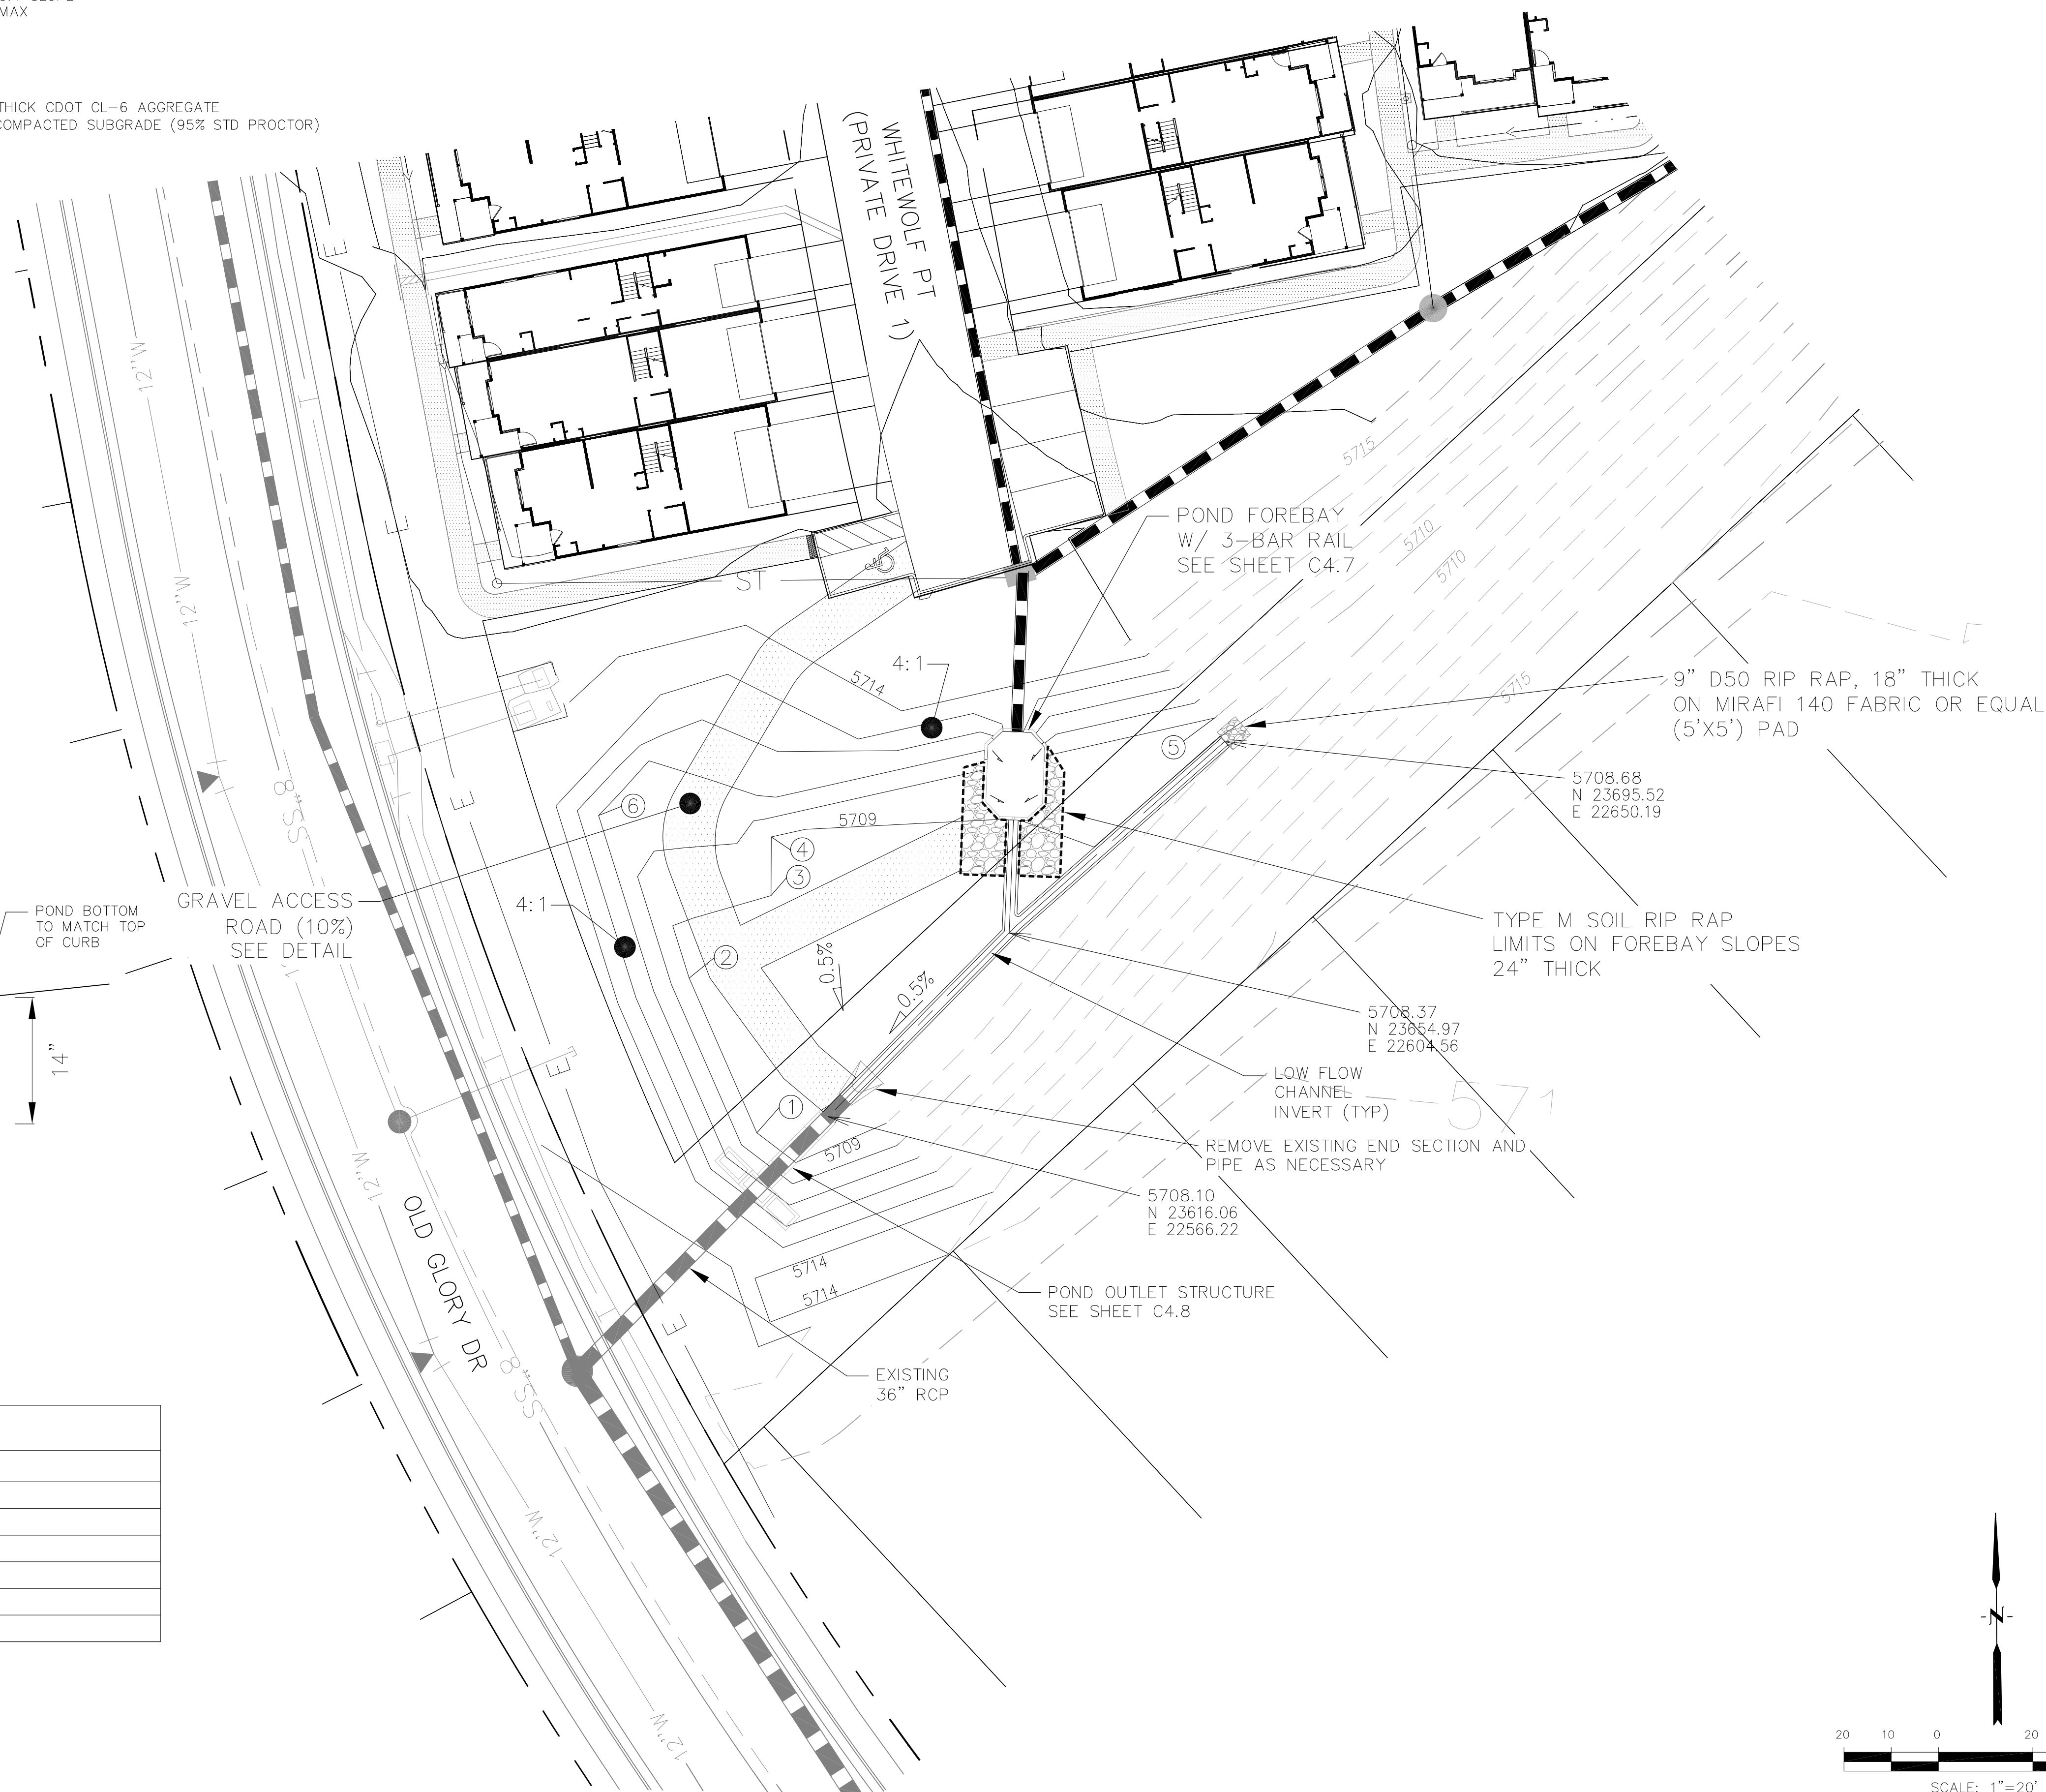 MAX
THICK CDOT CL-6 AGGREGATE
COMPACTED SUBGRADE (95% STD PROCTOR)
WHITEWOLF PT
(PRIVATE DRIVE 1)
E
12"W
12"W
T
ST
POND FOREBAY
W/ 3-BAR RAIL
SEE SHEET C4.7
5715
5710
5710
5715
4:1
5714
5
9" D50 RIP RAP, 18" THICK
ON MIRAFI 140 FABRIC OR EQUAL
(5'X5') PAD
5708.68
N 23695.52
E 22650.19
6
5709
4
3
8"SS
E
T
GRAVEL ACCESS
ROAD (10%)
SEE DETAIL
POND BOTTOM
TO MATCH TOP
OF CURB
4:1
2
0.5%
0.5%
TYPE M SOIL RIP RAP
LIMITS ON FOREBAY SLOPES
24" THICK
5708.37
N 23654.97
E 22604.56
14"
E
LOW FLOW
CHANNEL
INVERT (TYP)
571
1
5709
REMOVE EXISTING END SECTION AND
PIPE AS NECESSARY
5708.10
N 23616.06
E 22566.22
12"W
OLD GLORY DR
5714
5714
POND OUTLET STRUCTURE
SEE SHEET C4.8
E
8"SS
EXISTING
36" RCP
12"W
12"W
N
20 10 0 20
SCALE: 1"=20'